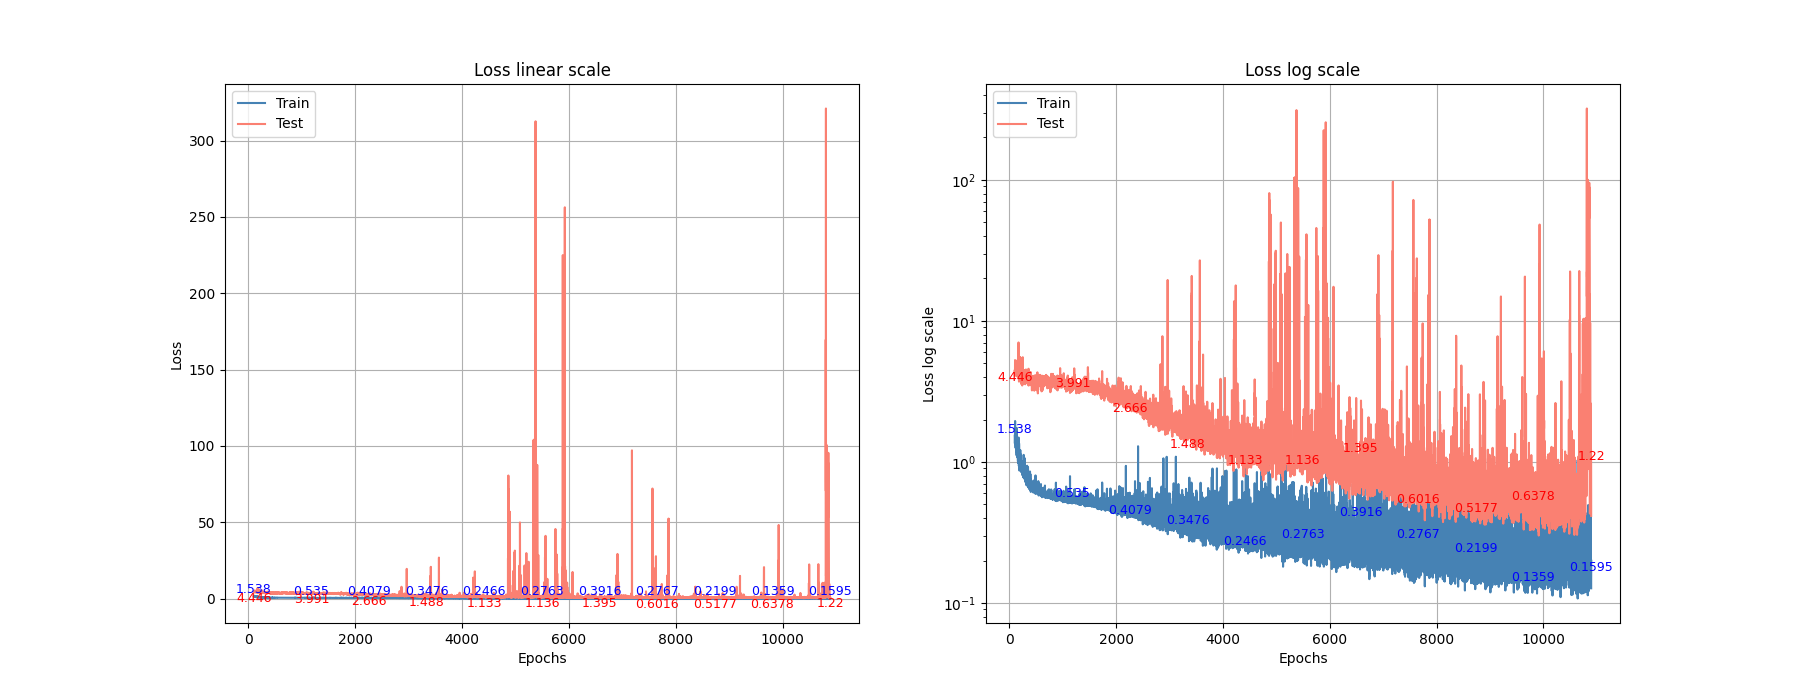 Loss linear scale
Train
Test
300
250
200
150
100
50
0
Loss
1.538 0.535 0.4079 0.3476 0.2466 0.2763 0.3916 0.2767 0.2199 0.1359 0.1595
4.446 3.991 2.666 1.488 1.133 1.136 1.395 0.6016 0.5177 0.6378 1.22
0 2000 4000 6000 8000 10000
Epochs
Loss log scale
Train
Test
10²
10¹
10⁰
10⁻¹
Loss log scale
4.446 3.991 2.666 1.488 1.133 1.136 1.395 0.6016 0.5177 0.6378 1.22
1.538 0.535 0.4079 0.3476 0.2466 0.2763 0.3916 0.2767 0.2199 0.1359 0.1595
0 2000 4000 6000 8000 10000
Epochs